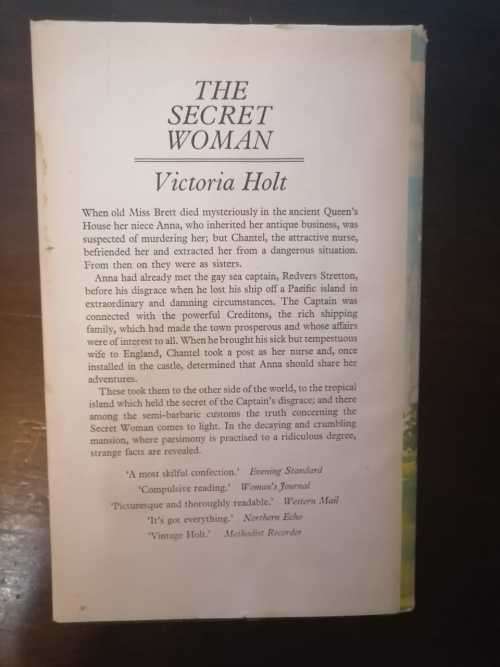 THE
SECRET
WOMAN
Victoria Holt
When old Miss Brett died mysteriously in the ancient Queen's
House her niece Anna, who inherited her antique business, was
suspected of murdering her; but Chantel, the attractive nurse,
befriended her and extracted her from a dangerous situation.
From then on they were as sisters.
Anna had already met the gay sea captain, Redvers Stretton,
before his disgrace when he lost his ship off a Pacific island in
extraordinary and damning circumstances. The Captain was
connected with the powerful Creditons, the rich shipping
family, which had made the town prosperous and whose affairs
were of interest to all. When he brought his sick but tempestuous
wife to England, Chantel took a post as her nurse and, once
installed in the castle, determined that Anna should share her
adventures.
These took them to the other side of the world, to the tropical
island which held the secret of the Captain's disgrace; and there
among the semi-barbaric customs the truth concerning the
Secret Woman comes to light. In the decaying and crumbling
mansion, where parsimony is practised to a ridiculous degree,
strange facts are revealed.
'A most skilful confection.' Evening Standard
'Compulsive reading.' Woman's Journal
'Picturesque and thoroughly readable.' Western Mail
'It's got everything.' Northern Echo
'Vintage Holt.' Methodist Recorder